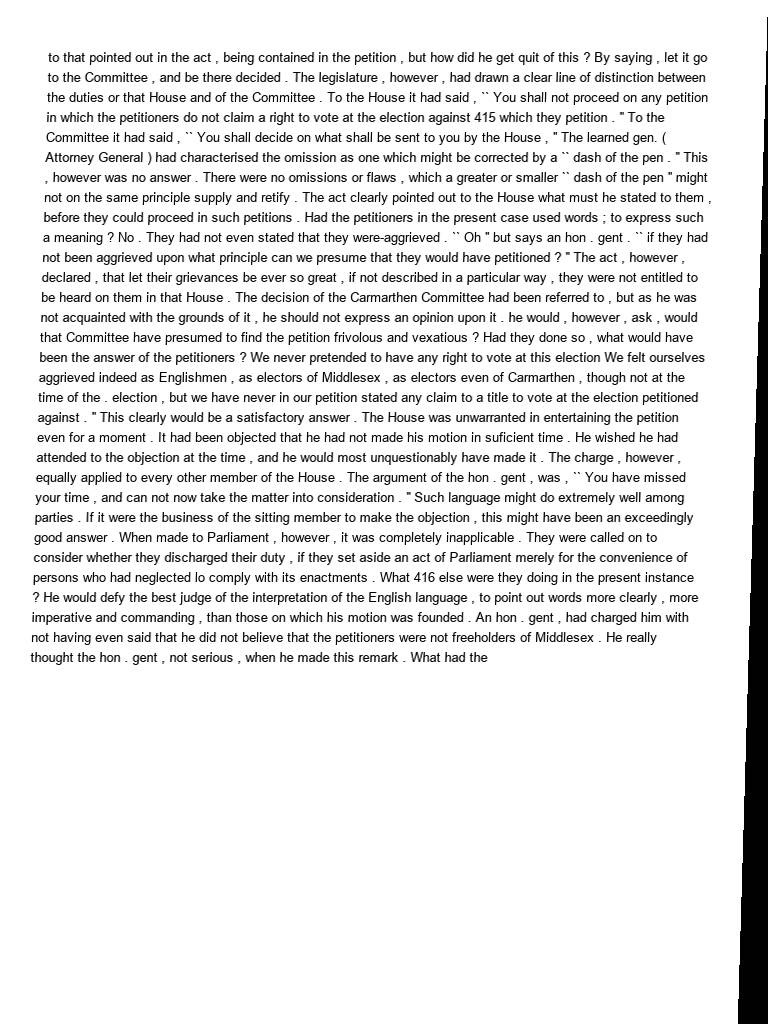 to that pointed out in the act , being contained in the petition , but how did he get quit of this ? By saying , let it go
to the Committee , and be there decided . The legislature , however , had drawn a clear line of distinction between
the duties or that House and of the Committee . To the House it had said , `` You shall not proceed on any petition
in which the petitioners do not claim a right to vote at the election against 415 which they petition . " To the
Committee it had said , `` You shall decide on what shall be sent to you by the House , " The learned gen. (
Attorney General ) had characterised the omission as one which might be corrected by a `` dash of the pen . " This
, however was no answer . There were no omissions or flaws , which a greater or smaller `` dash of the pen " might
not on the same principle supply and retify . The act clearly pointed out to the House what must he stated to them ,
before they could proceed in such petitions . Had the petitioners in the present case used words ; to express such
a meaning ? No . They had not even stated that they were-aggrieved . `` Oh " but says an hon . gent . `` if they had
not been aggrieved upon what principle can we presume that they would have petitioned ? " The act , however ,
declared , that let their grievances be ever so great , if not described in a particular way , they were not entitled to
be heard on them in that House . The decision of the Carmarthen Committee had been referred to , but as he was
not acquainted with the grounds of it , he should not express an opinion upon it . he would , however , ask , would
that Committee have presumed to find the petition frivolous and vexatious ? Had they done so , what would have
been the answer of the petitioners ? We never pretended to have any right to vote at this election We felt ourselves
aggrieved indeed as Englishmen , as electors of Middlesex , as electors even of Carmarthen , though not at the
time of the . election , but we have never in our petition stated any claim to a title to vote at the election petitioned
against . " This clearly would be a satisfactory answer . The House was unwarranted in entertaining the petition
even for a moment . It had been objected that he had not made his motion in suficient time . He wished he had
attended to the objection at the time , and he would most unquestionably have made it . The charge , however ,
equally applied to every other member of the House . The argument of the hon . gent , was , `` You have missed
your time , and can not now take the matter into consideration . " Such language might do extremely well among
parties . If it were the business of the sitting member to make the objection , this might have been an exceedingly
good answer . When made to Parliament , however , it was completely inapplicable . They were called on to
consider whether they discharged their duty , if they set aside an act of Parliament merely for the convenience of
persons who had neglected lo comply with its enactments . What 416 else were they doing in the present instance
? He would defy the best judge of the interpretation of the English language , to point out words more clearly , more
imperative and commanding , than those on which his motion was founded . An hon . gent , had charged him with
not having even said that he did not believe that the petitioners were not freeholders of Middlesex . He really
thought the hon . gent , not serious , when he made this remark . What had the